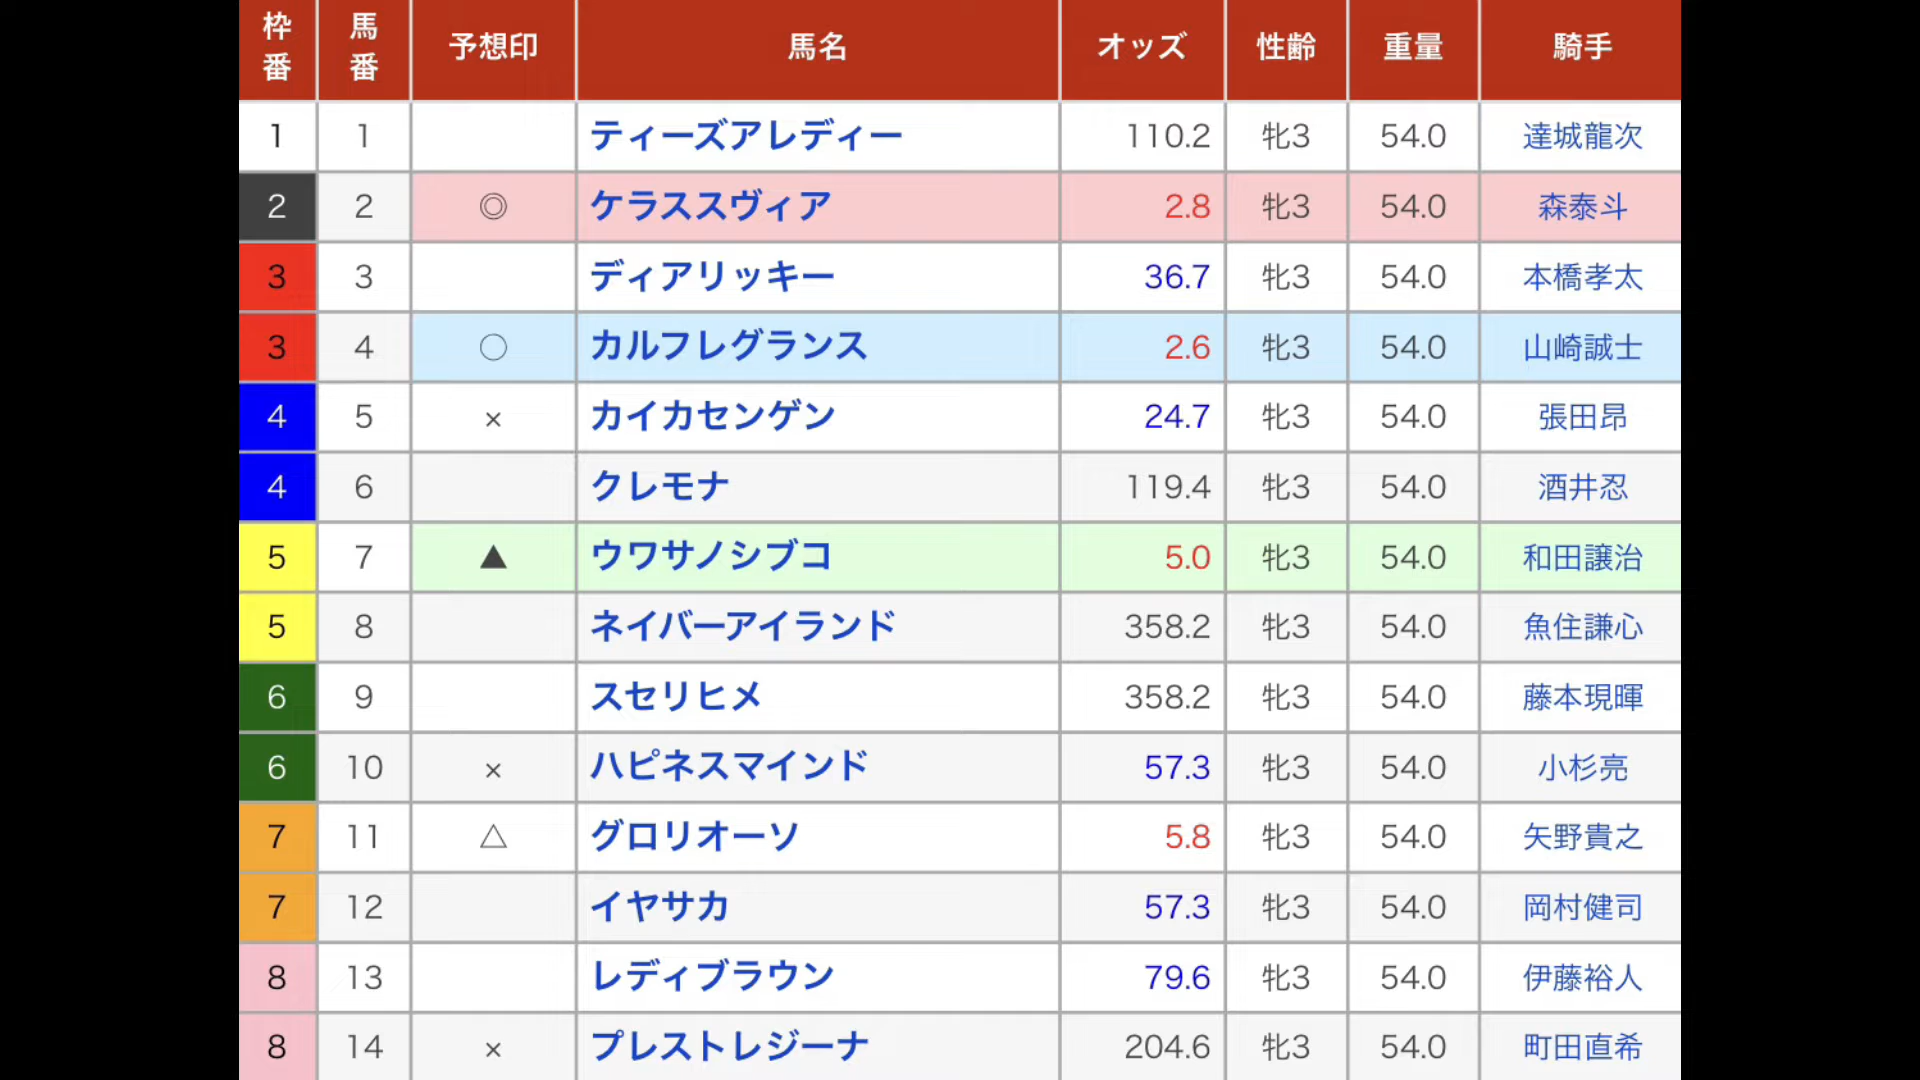 枠番 馬番 予想印 馬名 オッズ 性齢 重量 騎手
1 1 ティーズアレディー 110.2 牝3 54.0 達城龍次
2 2 ◎ ケラススヴィア 2.8 牝3 54.0 森泰斗
3 3 ディアリッキー 36.7 牝3 54.0 本橋孝太
3 4 ○ カルフレグランス 2.6 牝3 54.0 山崎誠士
4 5 × カイカセンゲン 24.7 牝3 54.0 張田昂
4 6 クレモナ 119.4 牝3 54.0 酒井忍
5 7 ▲ ウワサノシブコ 5.0 牝3 54.0 和田譲治
5 8 ネイバーアイランド 358.2 牝3 54.0 魚住謙心
6 9 スセリヒメ 358.2 牝3 54.0 藤本現暉
6 10 × ハピネスマインド 57.3 牝3 54.0 小杉亮
7 11 △ グロリオーソ 5.8 牝3 54.0 矢野貴之
7 12 イヤサカ 57.3 牝3 54.0 岡村健司
8 13 レディブラウン 79.6 牝3 54.0 伊藤裕人
8 14 × プレストレジーナ 204.6 牝3 54.0 町田直希